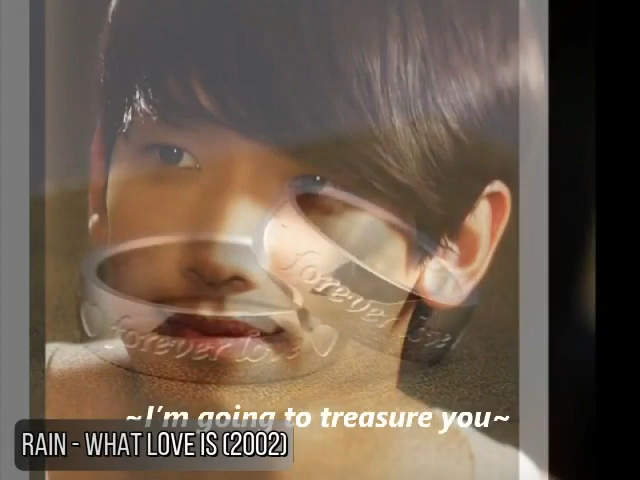 forever love
forever love
~I'm going to treasure you~
RAIN - WHAT LOVE IS (2002)